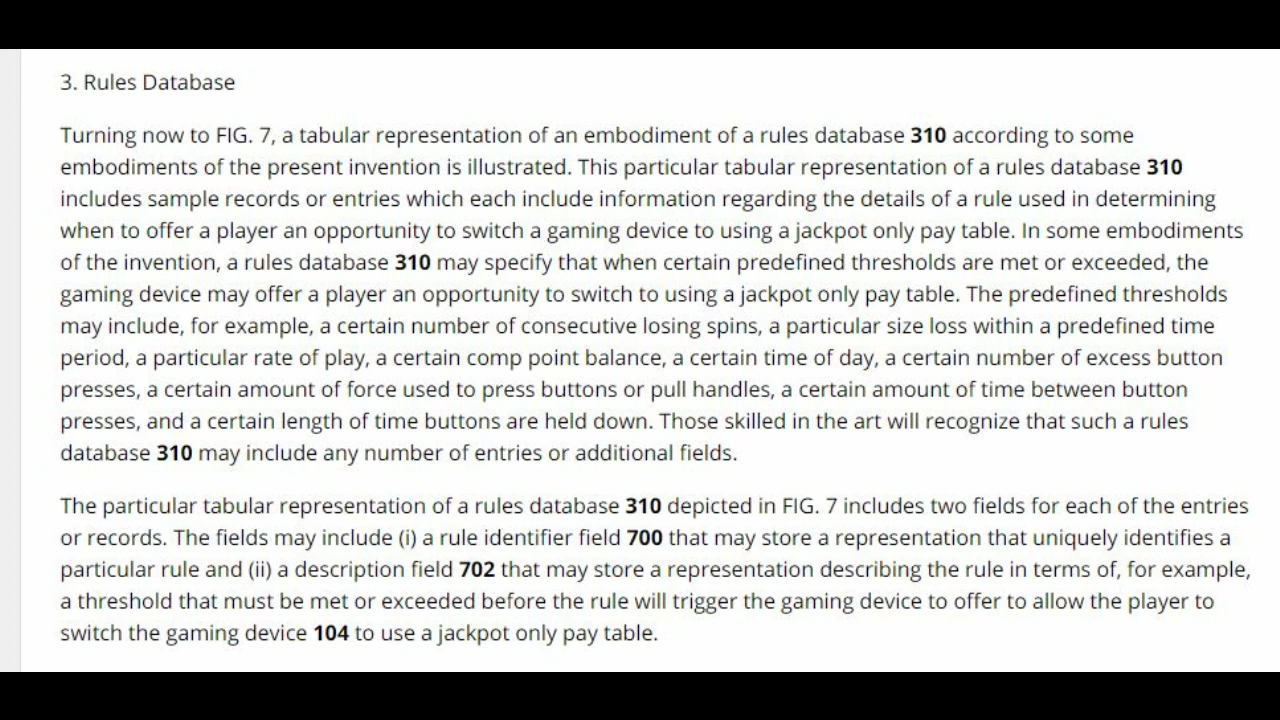 3. Rules Database
Turning now to FIG. 7, a tabular representation of an embodiment of a rules database 310 according to some
embodiments of the present invention is illustrated. This particular tabular representation of a rules database 310
includes sample records or entries which each include information regarding the details of a rule used in determining
when to offer a player an opportunity to switch a gaming device to using a jackpot only pay table. In some embodiments
of the invention, a rules database 310 may specify that when certain predefined thresholds are met or exceeded, the
gaming device may offer a player an opportunity to switch to using a jackpot only pay table. The predefined thresholds
may include, for example, a certain number of consecutive losing spins, a particular size loss within a predefined time
period, a particular rate of play, a certain comp point balance, a certain time of day, a certain number of excess button
presses, a certain amount of force used to press buttons or pull handles, a certain amount of time between button
presses, and a certain length of time buttons are held down. Those skilled in the art will recognize that such a rules
database 310 may include any number of entries or additional fields.
The particular tabular representation of a rules database 310 depicted in FIG. 7 includes two fields for each of the entries
or records. The fields may include (i) a rule identifier field 700 that may store a representation that uniquely identifies a
particular rule and (ii) a description field 702 that may store a representation describing the rule in terms of, for example,
a threshold that must be met or exceeded before the rule will trigger the gaming device to offer to allow the player to
switch the gaming device 104 to use a jackpot only pay table.